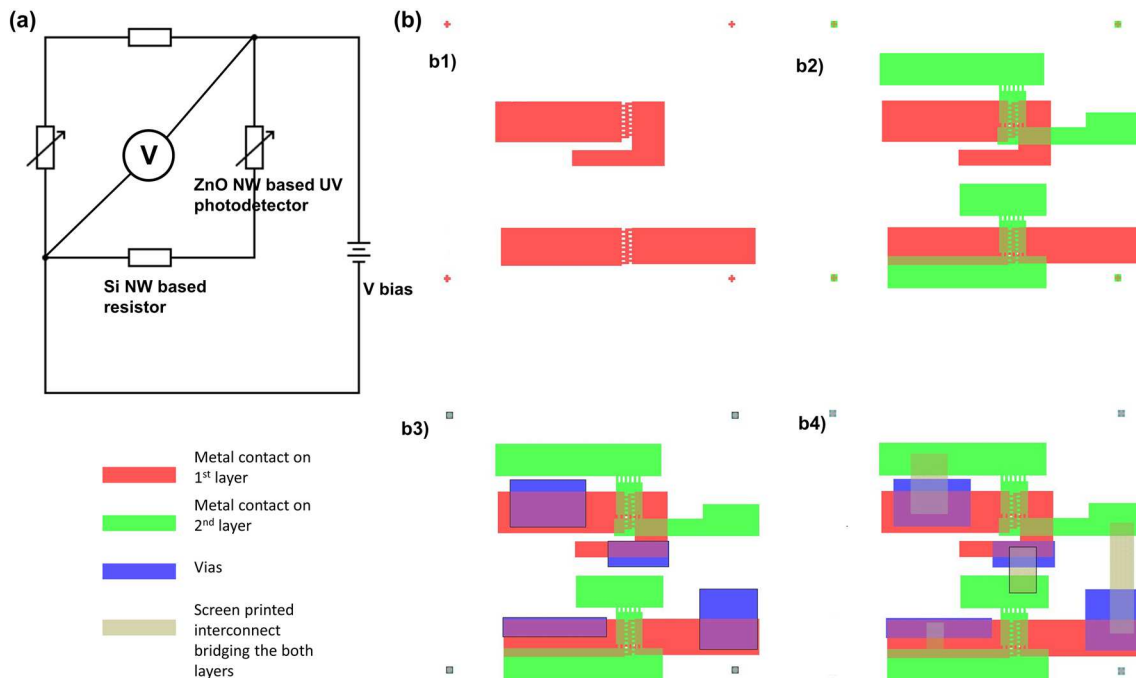 (a)
V
ZnO NW based UV
photodetector
Si NW based
resistor
V bias
(b)
b1)
b2)
b3)
b4)
Metal contact on
1st layer
Metal contact on
2nd layer
Vias
Screen printed
interconnect
bridging the both
layers